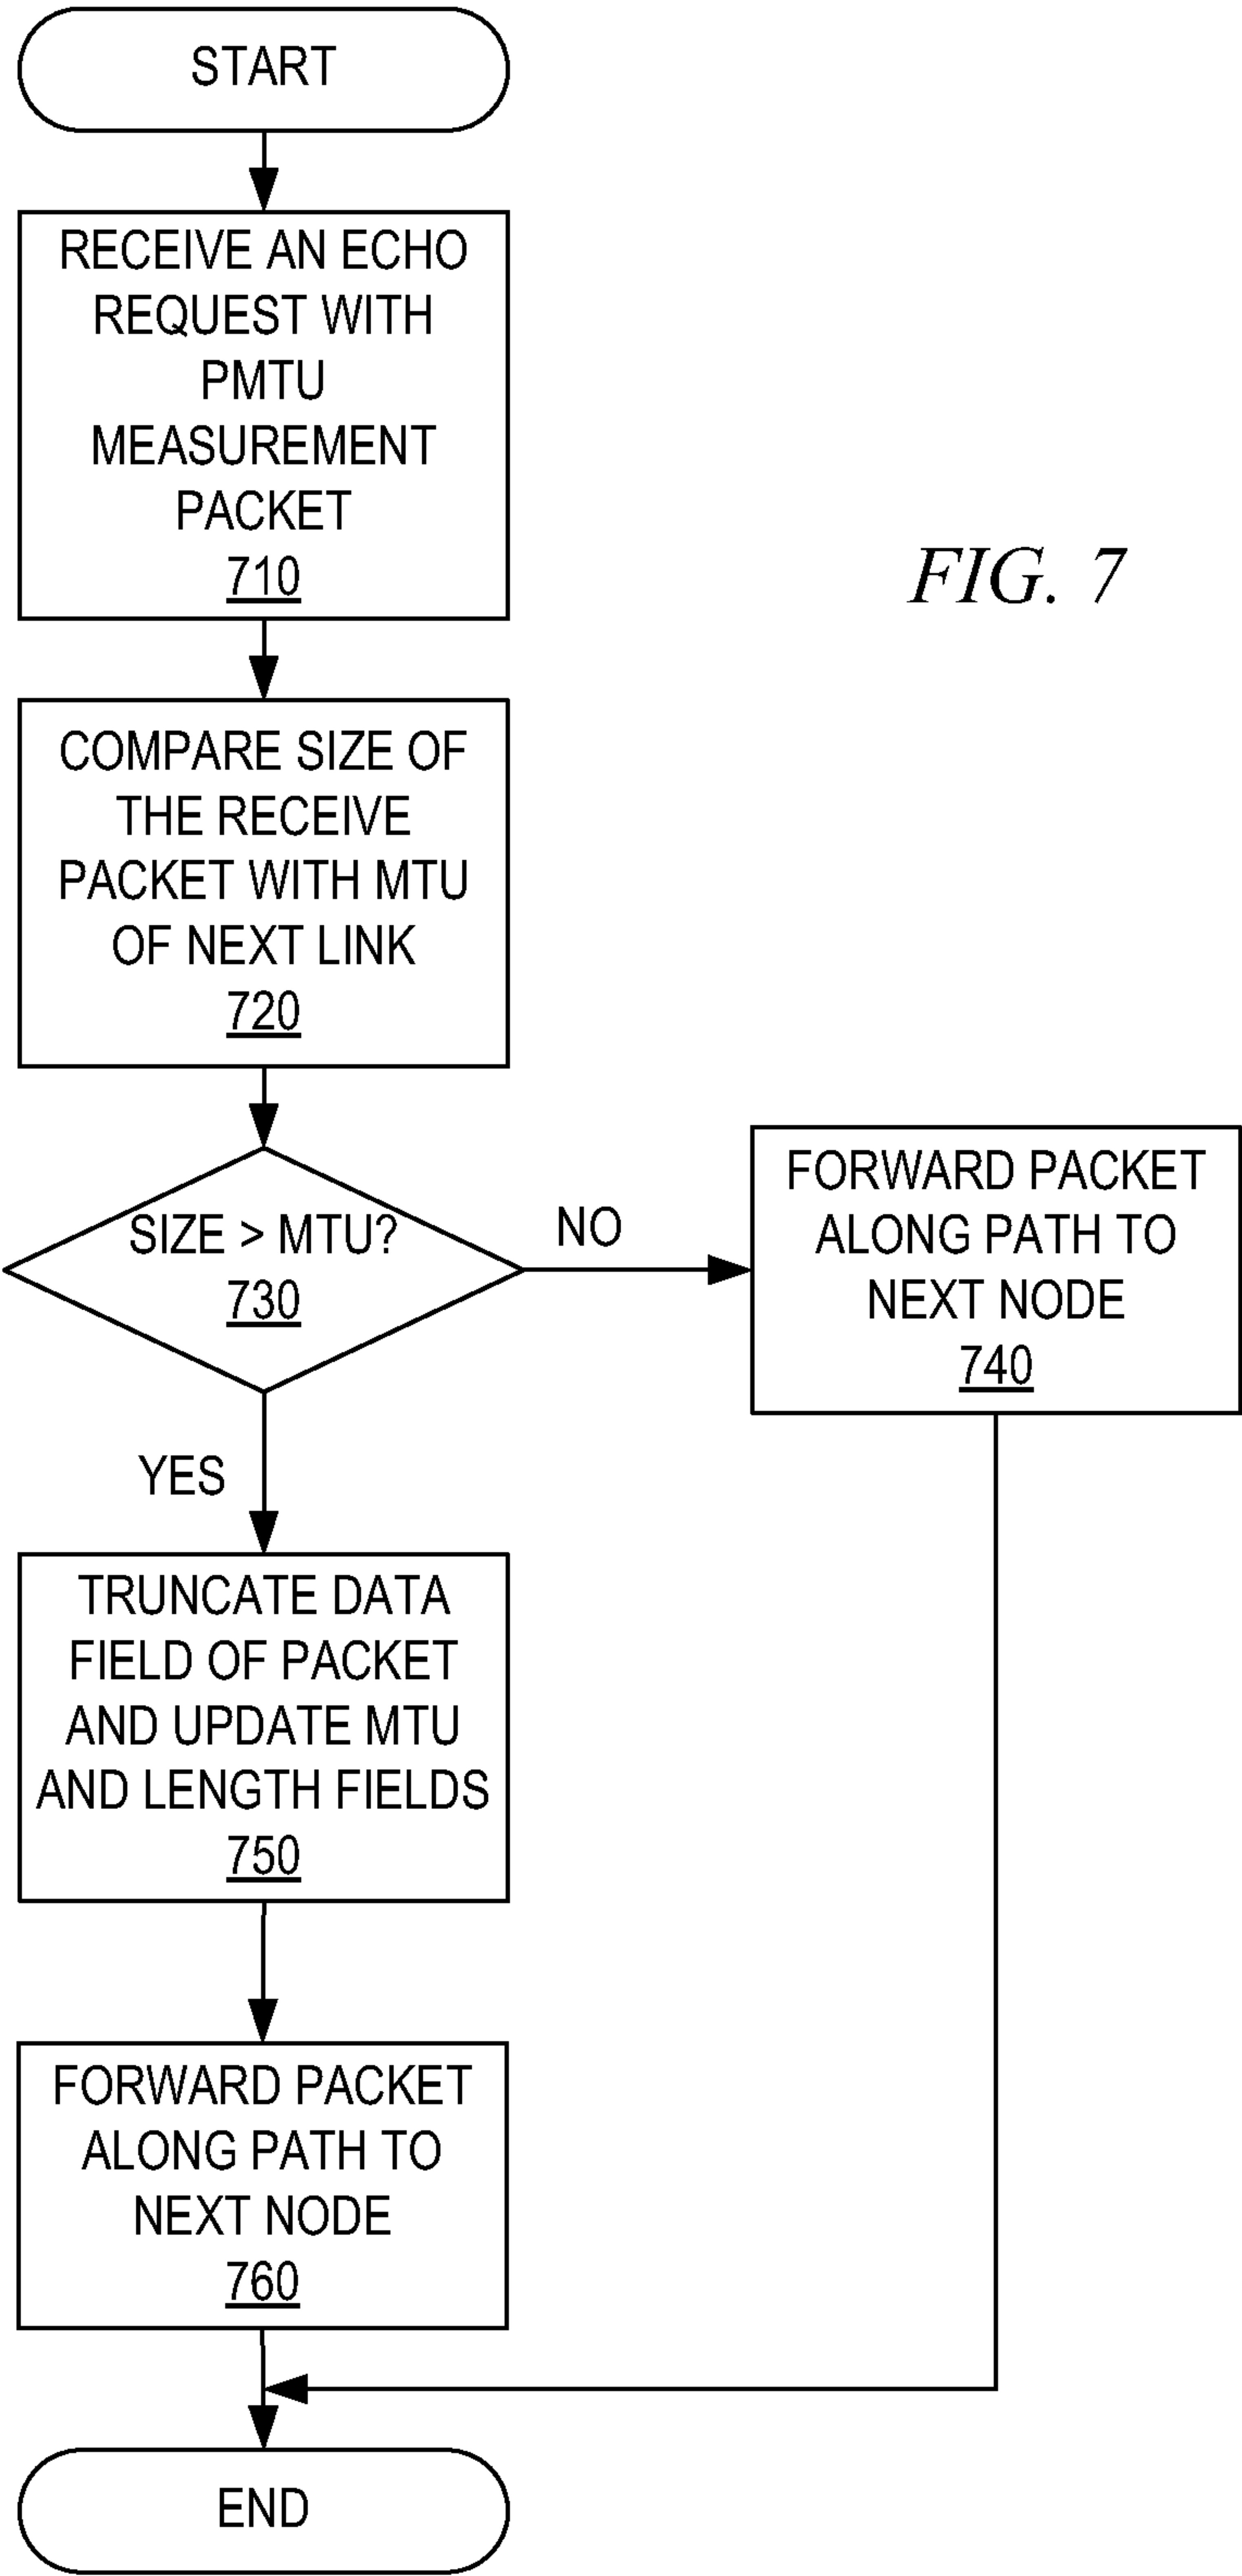 START
RECEIVE AN ECHO
REQUEST WITH
PMTU
MEASUREMENT
PACKET
710
FIG. 7
COMPARE SIZE OF
THE RECEIVE
PACKET WITH MTU
OF NEXT LINK
720
SIZE > MTU?
730
NO
FORWARD PACKET
ALONG PATH TO
NEXT NODE
740
YES
TRUNCATE DATA
FIELD OF PACKET
AND UPDATE MTU
AND LENGTH FIELDS
750
FORWARD PACKET
ALONG PATH TO
NEXT NODE
760
END